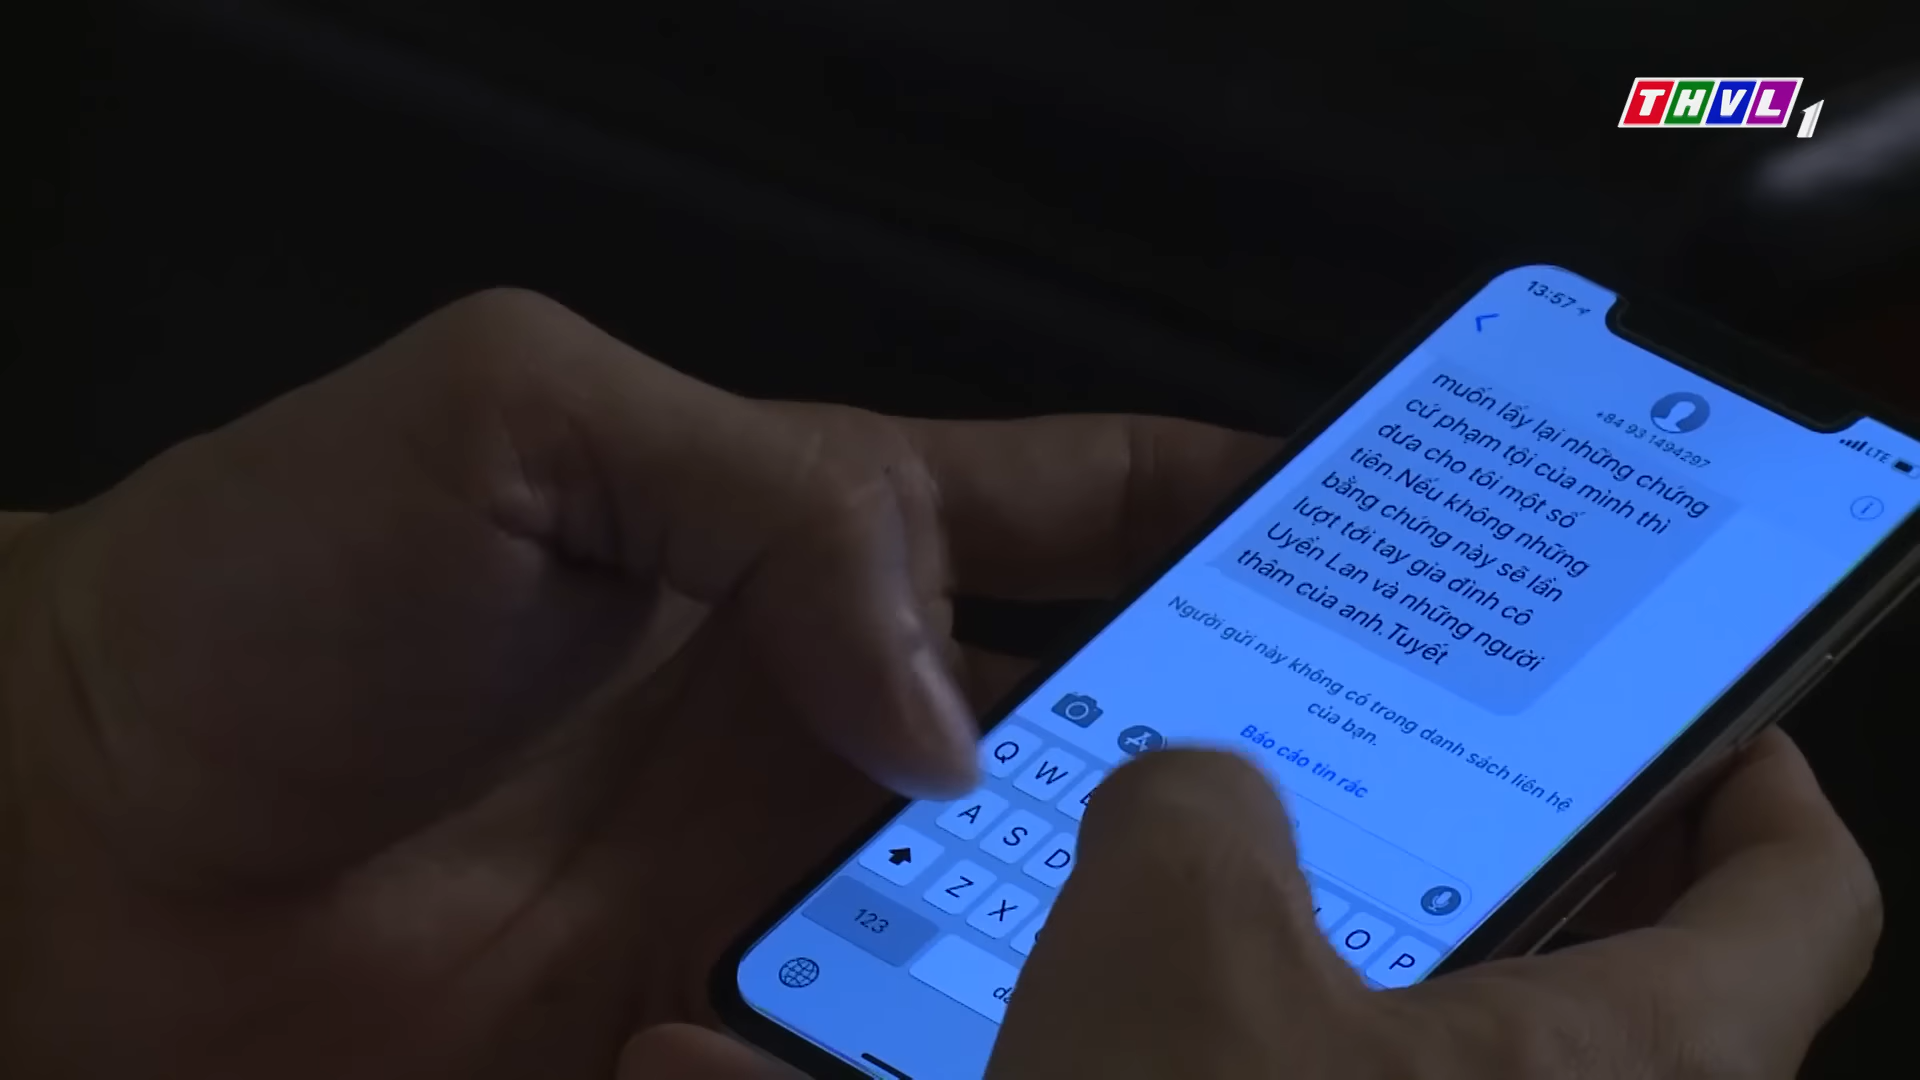 THVL1
13:57
LTE
+84 93 1494297
muốn lấy lại những chứng
cứ phạm tội của mình thì
đưa cho tôi một số
tiền.Nếu không những
bằng chứng này sẽ lần
lượt tới tay gia đình cô
Uyển Lan và những người
thâm của anh.Tuyết
Người gửi này không có trong danh sách liên hệ
của bạn.
Báo cáo tin rác
Q W O P
A S D
Z X
123